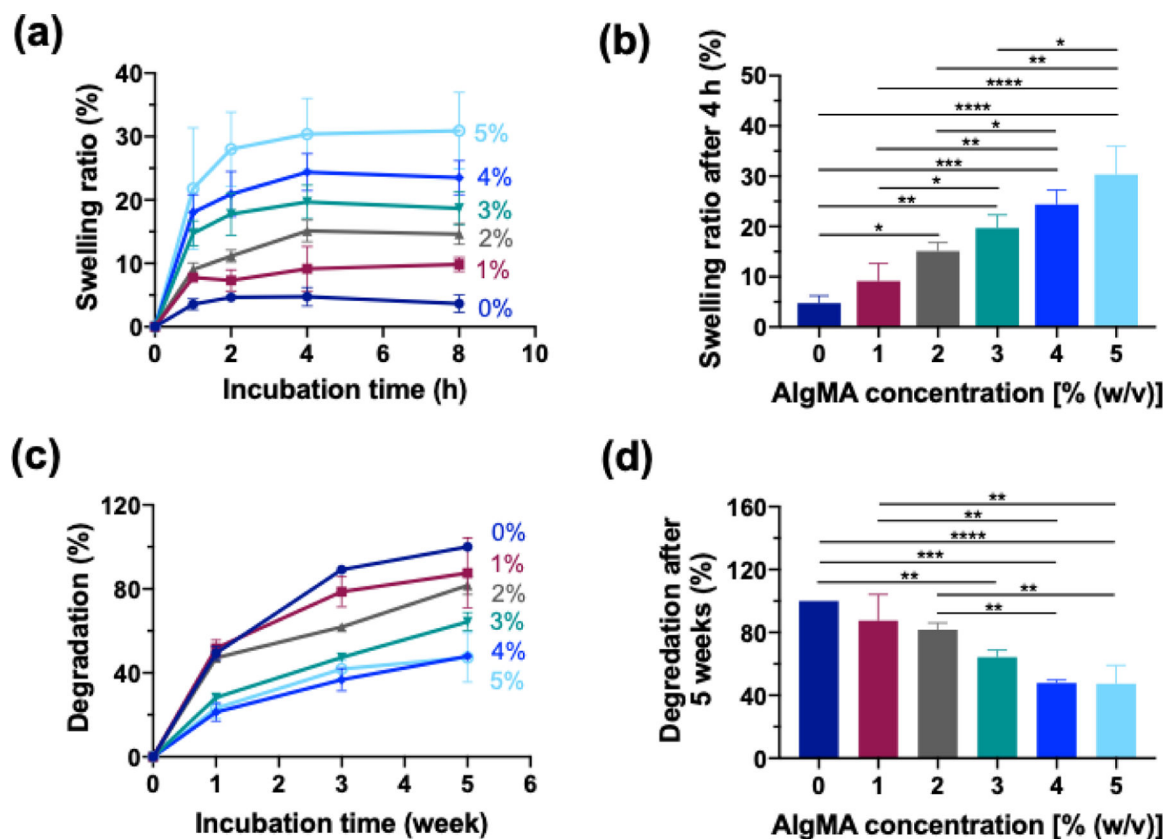 (a)
Swelling ratio (%)
40
30
20
10
0
5%
4%
3%
2%
1%
0%
0 2 4 6 8 10
Incubation time (h)
(b)
Swelling ratio after 4 h (%)
50
40
30
20
10
0
*
**
****
****
*
**
***
*
**
*
0 1 2 3 4 5
AlgMA concentration [% (w/v)]
(c)
Degradation (%)
120
80
40
0
0%
1%
2%
3%
4%
5%
0 1 2 3 4 5 6
Incubation time (week)
(d)
Degredation after
5 weeks (%)
160
120
80
40
0
**
**
****
***
**
**
**
0 1 2 3 4 5
AlgMA concentration [% (w/v)]